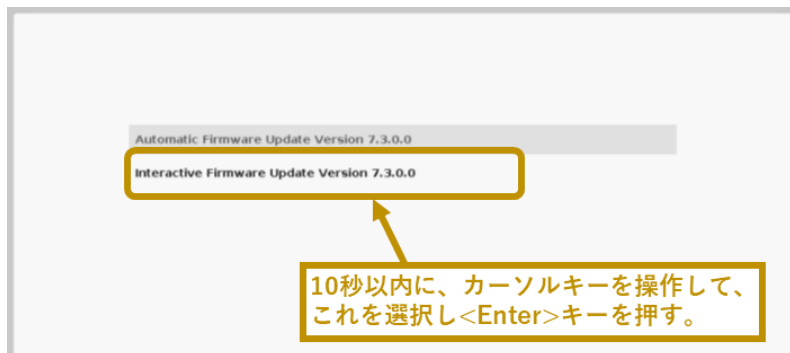 Automatic Firmware Update Version 7.3.0.0
Interactive Firmware Update Version 7.3.0.0
10秒以内に、カーソルキーを操作して、
これを選択し<Enter>キーを押す。